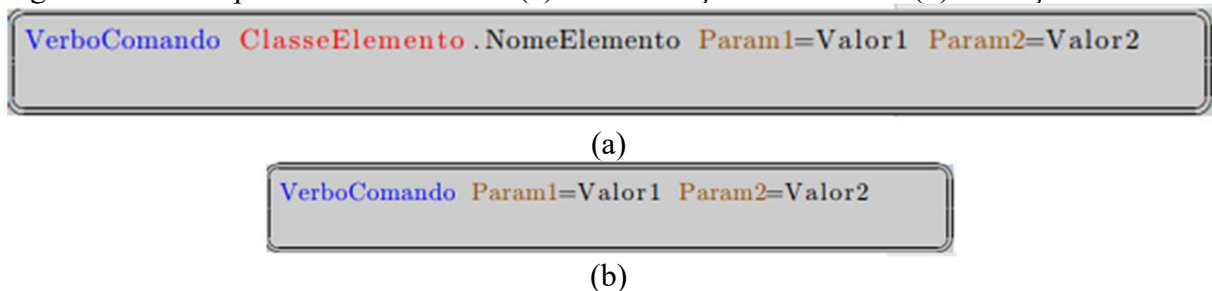 VerboComando ClasseElemento.NomeElemento Param1=Valor1 Param2=Valor2
(a)
VerboComando Param1=Valor1 Param2=Valor2
(b)